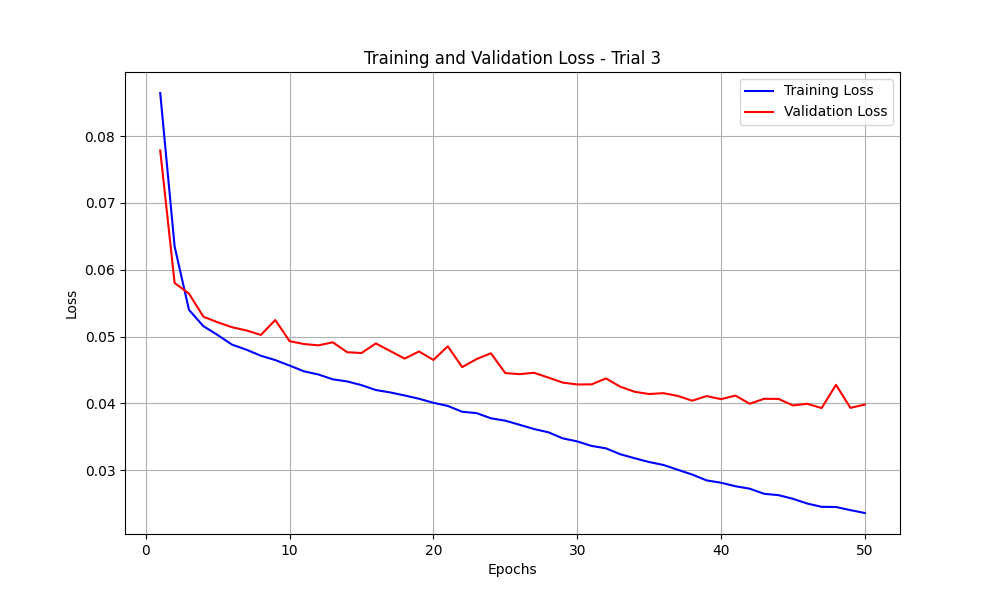 Training and Validation Loss - Trial 3
Training Loss
Validation Loss
Loss
0.08
0.07
0.06
0.05
0.04
0.03
0 10 20 30 40 50
Epochs